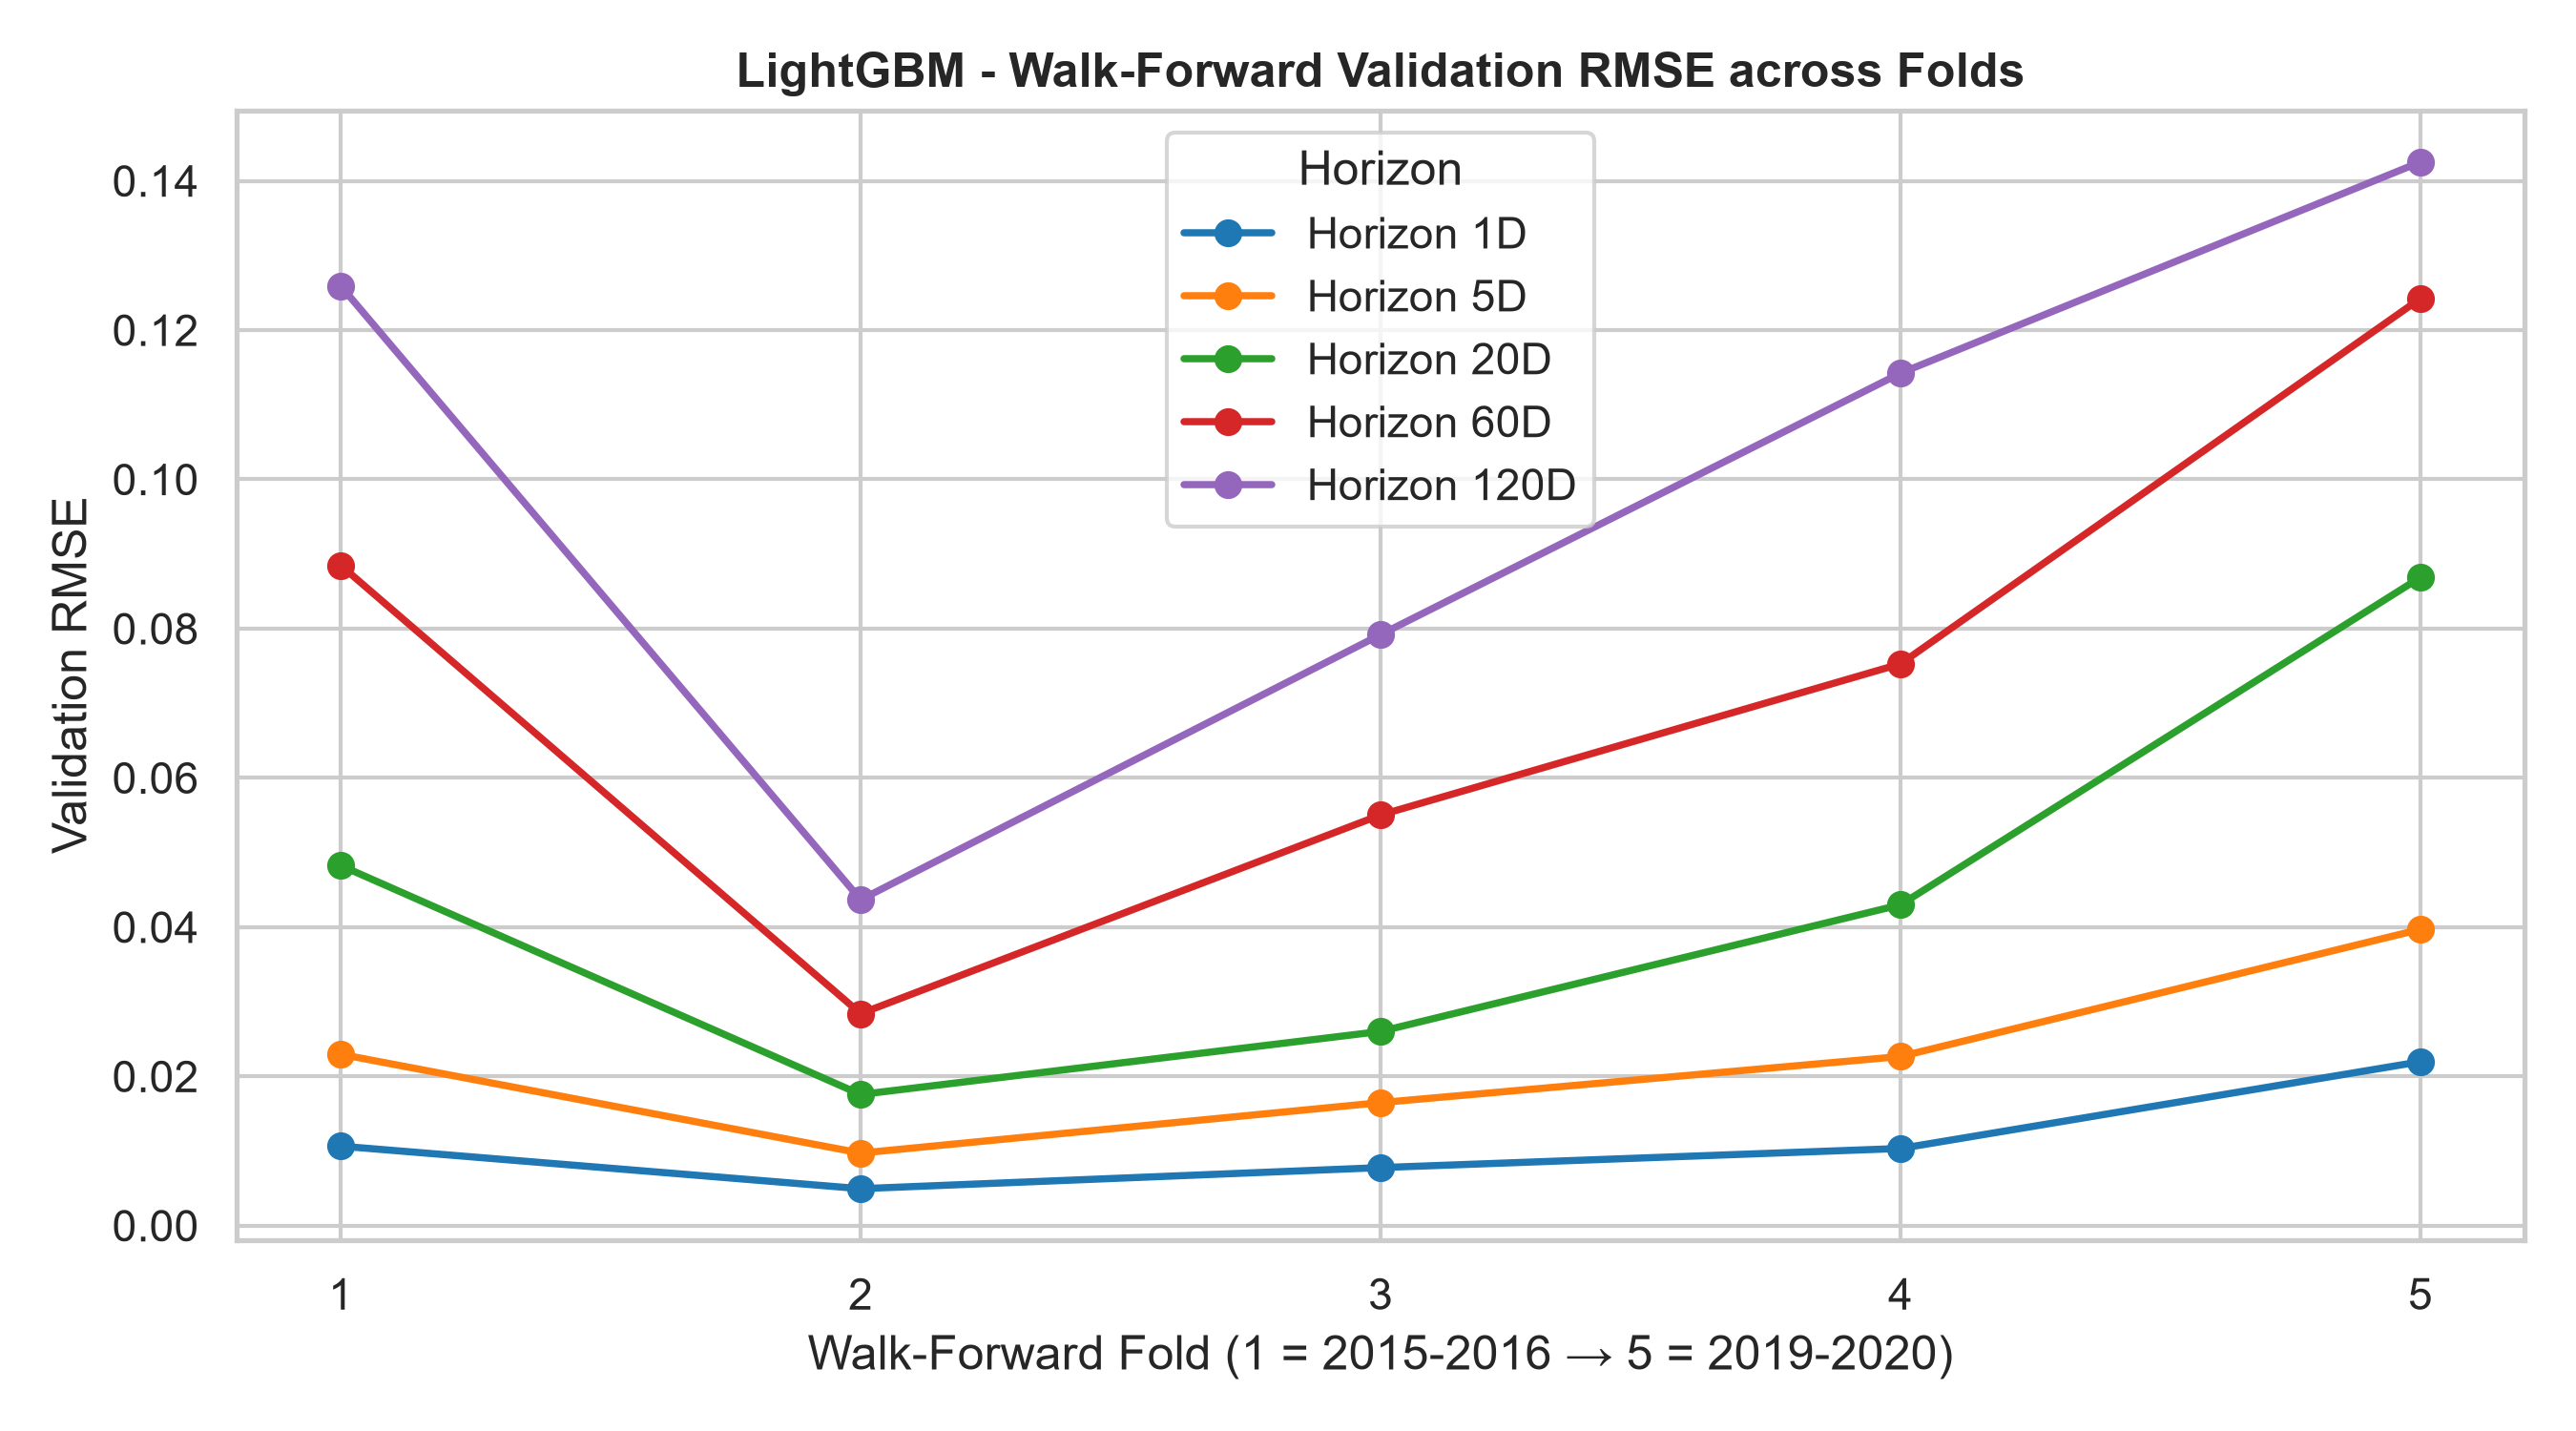 LightGBM - Walk-Forward Validation RMSE across Folds
Horizon
Horizon 1D
Horizon 5D
Horizon 20D
Horizon 60D
Horizon 120D
Validation RMSE
0.14
0.12
0.10
0.08
0.06
0.04
0.02
0.00
1 2 3 4 5
Walk-Forward Fold (1 = 2015-2016 → 5 = 2019-2020)